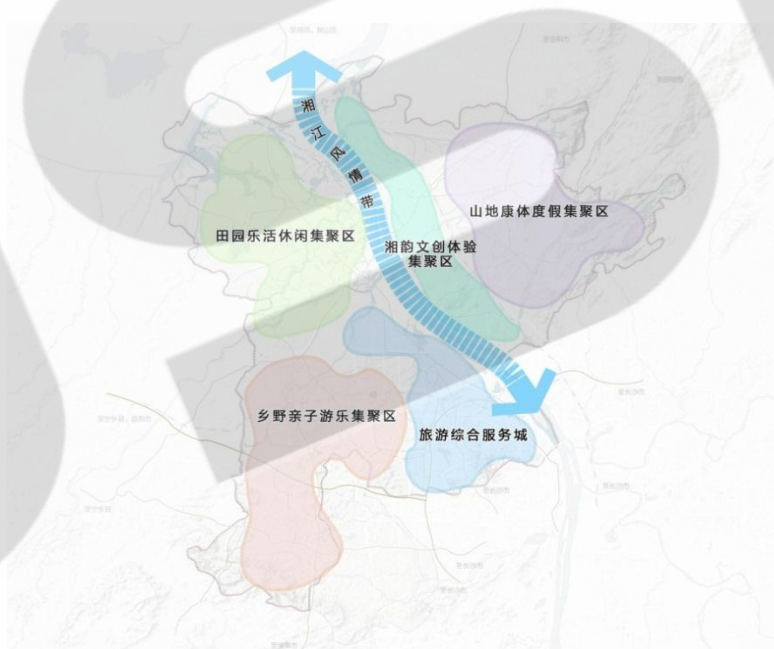 湘江风情带
山地康体度假集聚区
田园乐活休闲集聚区
湘韵文创体验
集聚区
乡野亲子游乐集聚区
旅游综合服务城